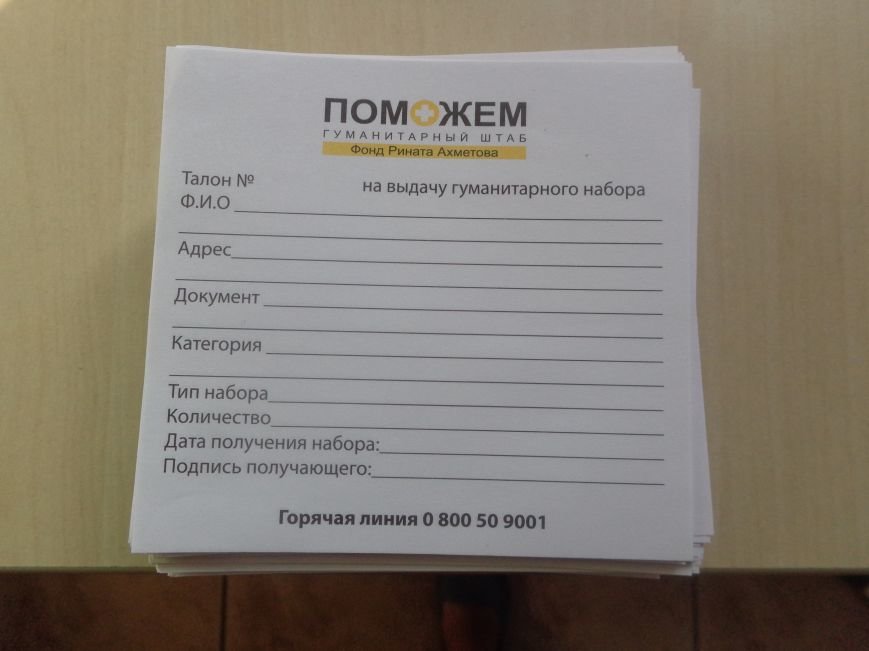 ПОМОЖЕМ
ГУМАНИТАРНЫЙ ШТАБ
Фонд Рината Ахметова
Талон № на выдачу гуманитарного набора
Ф.И.О
Адрес
Документ
Категория
Тип набора
Количество
Дата получения набора:
Подпись получающего:
Горячая линия 0 800 50 9001